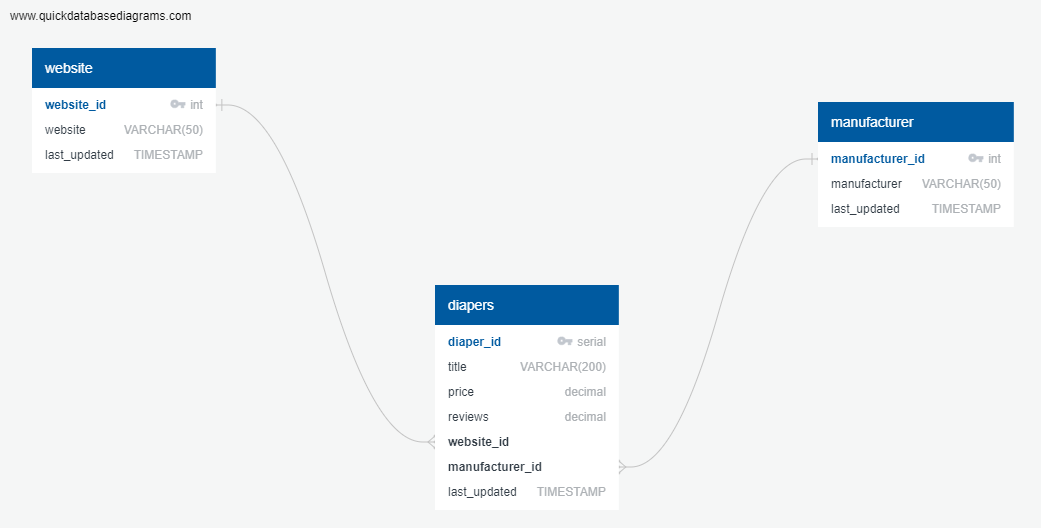 www.quickdatabasediagrams.com
website
website_id int
website VARCHAR(50)
last_updated TIMESTAMP
manufacturer
manufacturer_id int
manufacturer VARCHAR(50)
last_updated TIMESTAMP
diapers
diaper_id serial
title VARCHAR(200)
price decimal
reviews decimal
website_id
manufacturer_id
last_updated TIMESTAMP